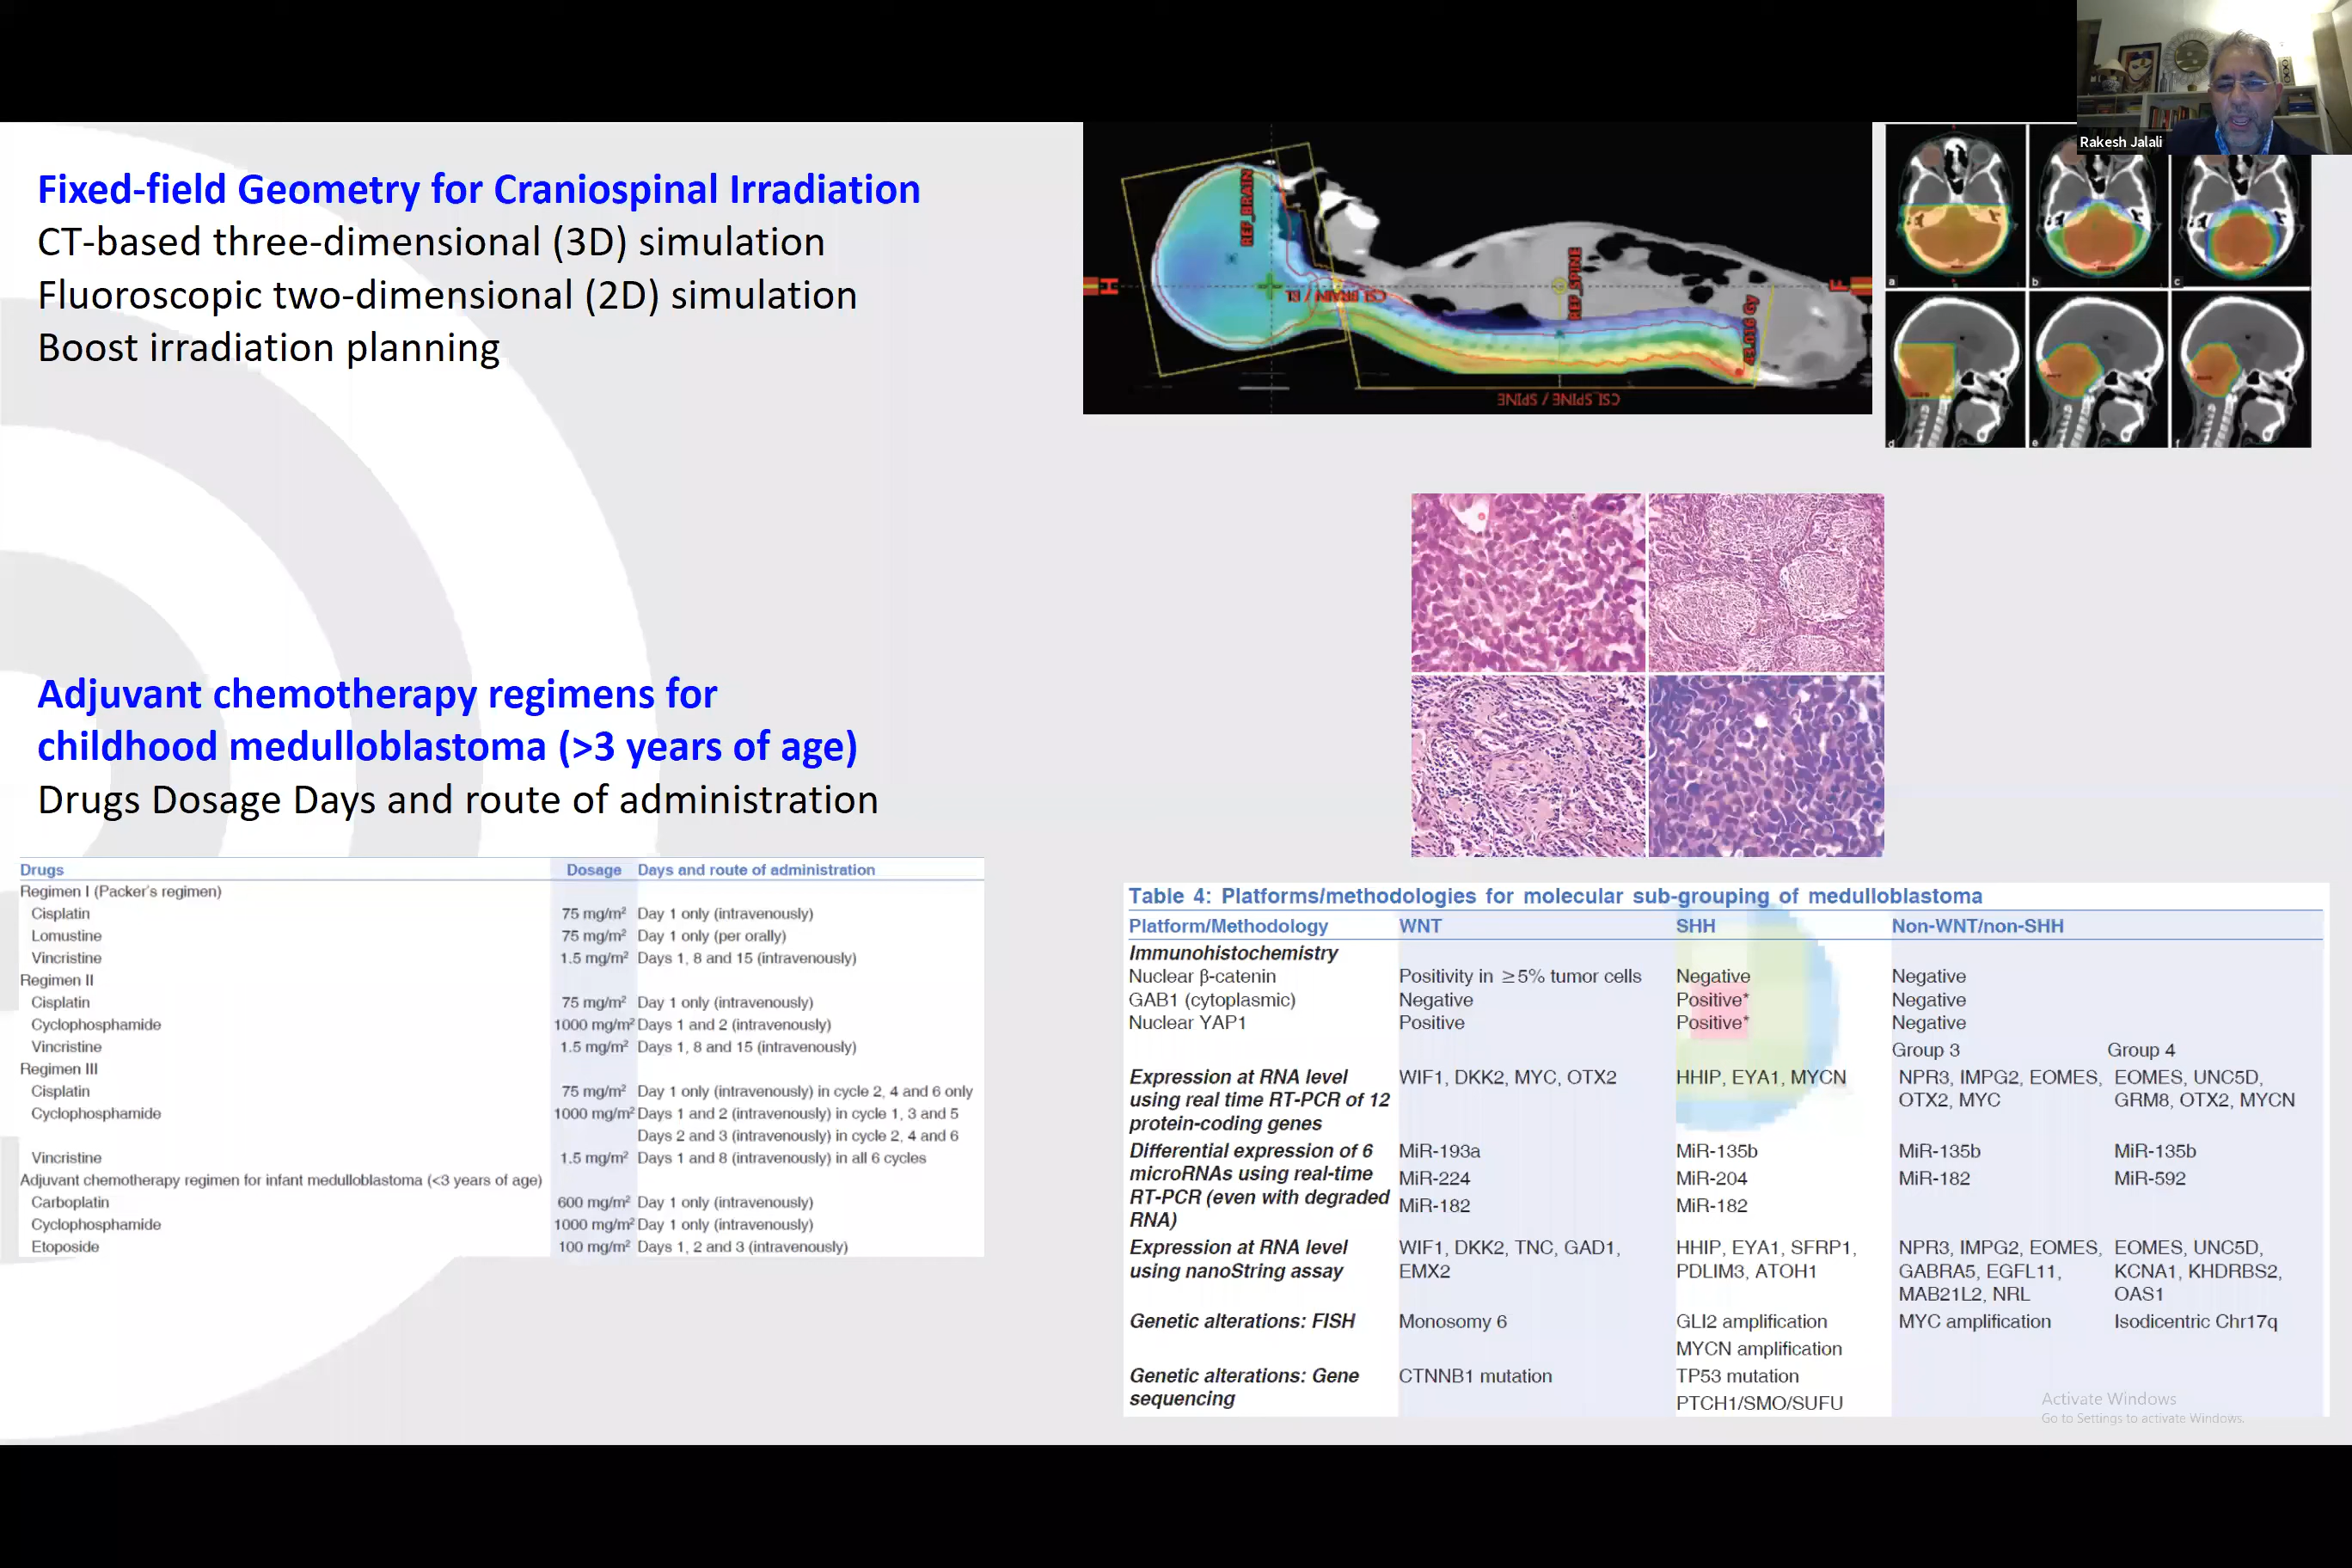 Rakesh Jalali
Fixed-field Geometry for Craniospinal Irradiation
CT-based three-dimensional (3D) simulation
Fluoroscopic two-dimensional (2D) simulation
Boost irradiation planning
H
REF_BRAIN
REF_SPINE
F
CSI_SPINE / SPINE
a
b
c
d
e
f
Adjuvant chemotherapy regimens for
childhood medulloblastoma (>3 years of age)
Drugs Dosage Days and route of administration
Drugs Dosage Days and route of administration
Regimen I (Packer's regimen)
Cisplatin 75 mg/m² Day 1 only (intravenously)
Lomustine 75 mg/m² Day 1 only (per orally)
Vincristine 1.5 mg/m² Days 1, 8 and 15 (intravenously)
Regimen II
Cisplatin 75 mg/m² Day 1 only (intravenously)
Cyclophosphamide 1000 mg/m² Days 1 and 2 (intravenously)
Vincristine 1.5 mg/m² Days 1, 8 and 15 (intravenously)
Regimen III
Cisplatin 75 mg/m² Day 1 only (intravenously) in cycle 2, 4 and 6 only
Cyclophosphamide 1000 mg/m² Days 1 and 2 (intravenously) in cycle 1, 3 and 5
Days 2 and 3 (intravenously) in cycle 2, 4 and 6
Vincristine 1.5 mg/m² Days 1 and 8 (intravenously) in all 6 cycles
Adjuvant chemotherapy regimen for infant medulloblastoma (<3 years of age)
Carboplatin 600 mg/m² Day 1 only (intravenously)
Cyclophosphamide 1000 mg/m² Day 1 only (intravenously)
Etoposide 100 mg/m² Days 1, 2 and 3 (intravenously)
Table 4: Platforms/methodologies for molecular sub-grouping of medulloblastoma
Platform/Methodology WNT SHH Non-WNT/non-SHH
Immunohistochemistry
Nuclear β-catenin Positivity in ≥5% tumor cells Negative Negative
GAB1 (cytoplasmic) Negative Positive* Negative
Nuclear YAP1 Positive Positive* Negative
Group 3 Group 4
Expression at RNA level WIF1, DKK2, MYC, OTX2 HHIP, EYA1, MYCN NPR3, IMPG2, EOMES, EOMES, UNC5D,
using real time RT-PCR of 12 OTX2, MYC GRM8, OTX2, MYCN
protein-coding genes
Differential expression of 6 MiR-193a MiR-135b MiR-135b MiR-135b
microRNAs using real-time MiR-224 MiR-204 MiR-182 MiR-592
RT-PCR (even with degraded MiR-182 MiR-182
RNA)
Expression at RNA level WIF1, DKK2, TNC, GAD1, HHIP, EYA1, SFRP1, NPR3, IMPG2, EOMES, EOMES, UNC5D,
using nanoString assay EMX2 PDLIM3, ATOH1 GABRA5, EGFL11, KCNA1, KHDRBS2,
MAB21L2, NRL OAS1
Genetic alterations: FISH Monosomy 6 GLI2 amplification MYC amplification Isodicentric Chr17q
MYCN amplification
Genetic alterations: Gene CTNNB1 mutation TP53 mutation
sequencing PTCH1/SMO/SUFU
Activate Windows
Go to Settings to activate Windows.